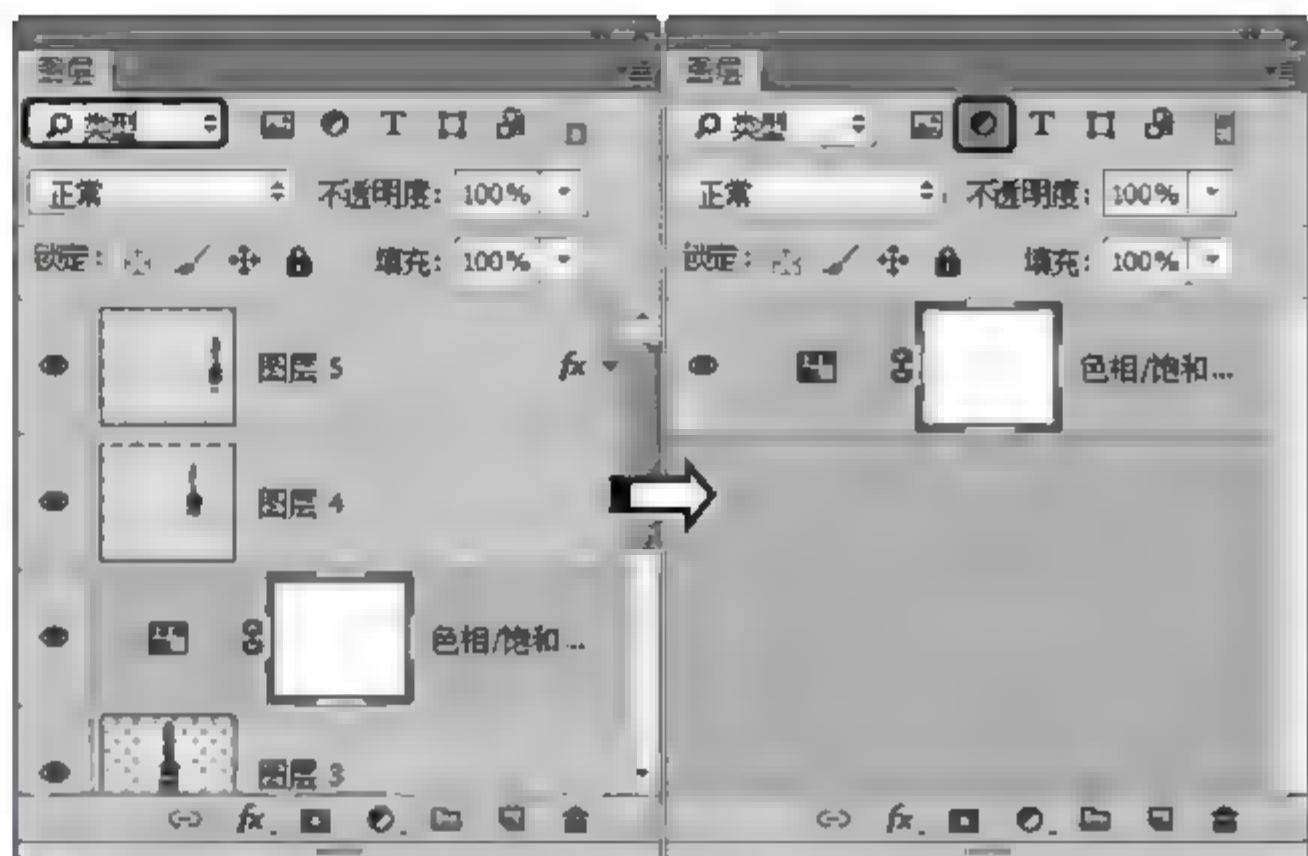 图层
类型 T
正常 不透明度: 100%
锁定: 填充: 100%
图层 5 fx
图层 4
色相/饱和...
图层 3
fx
图层
类型 T
正常 不透明度: 100%
锁定: 填充: 100%
色相/饱和...
fx